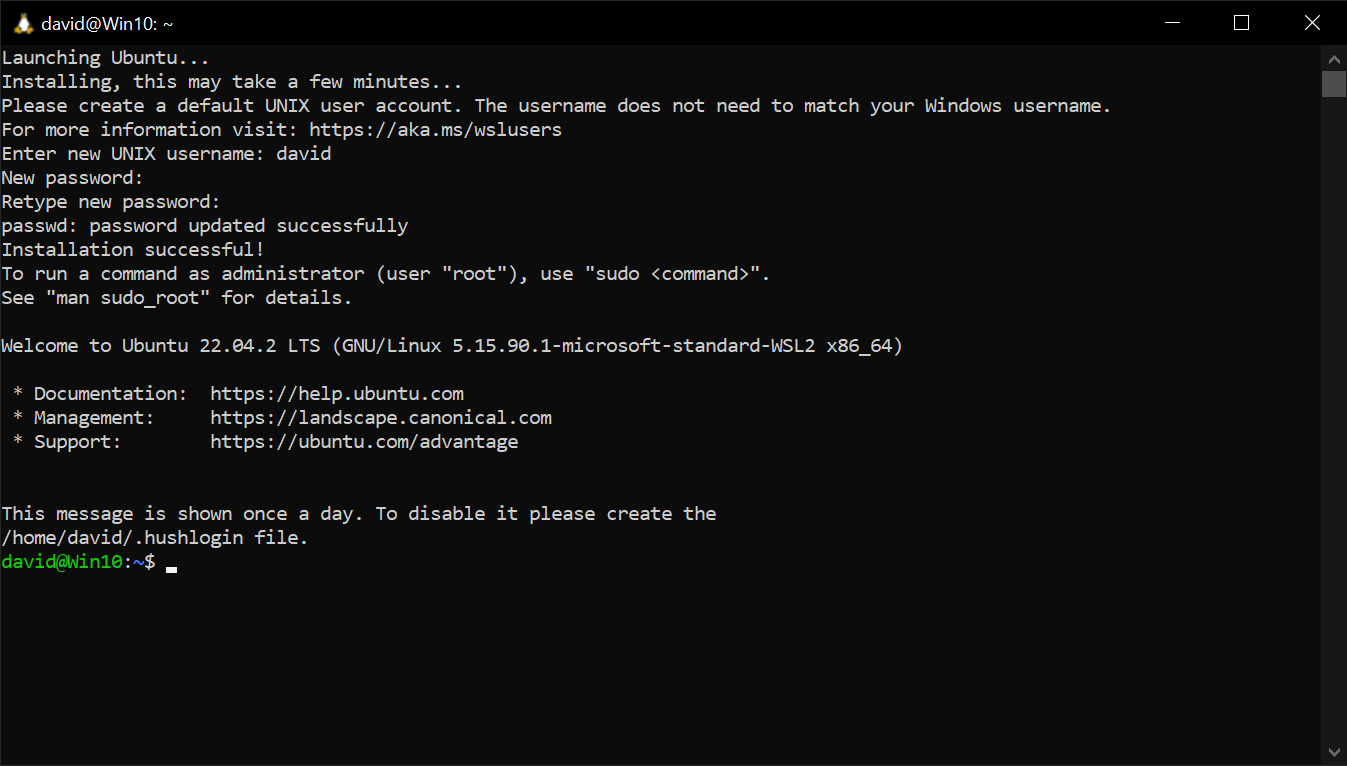 david@Win10: ~
Launching Ubuntu...
Installing, this may take a few minutes...
Please create a default UNIX user account. The username does not need to match your Windows username.
For more information visit: https://aka.ms/wslusers
Enter new UNIX username: david
New password:
Retype new password:
passwd: password updated successfully
Installation successful!
To run a command as administrator (user "root"), use "sudo <command>".
See "man sudo_root" for details.

Welcome to Ubuntu 22.04.2 LTS (GNU/Linux 5.15.90.1-microsoft-standard-WSL2 x86_64)

 * Documentation:  https://help.ubuntu.com
 * Management:     https://landscape.canonical.com
 * Support:        https://ubuntu.com/advantage


This message is shown once a day. To disable it please create the
/home/david/.hushlogin file.
david@Win10:~$